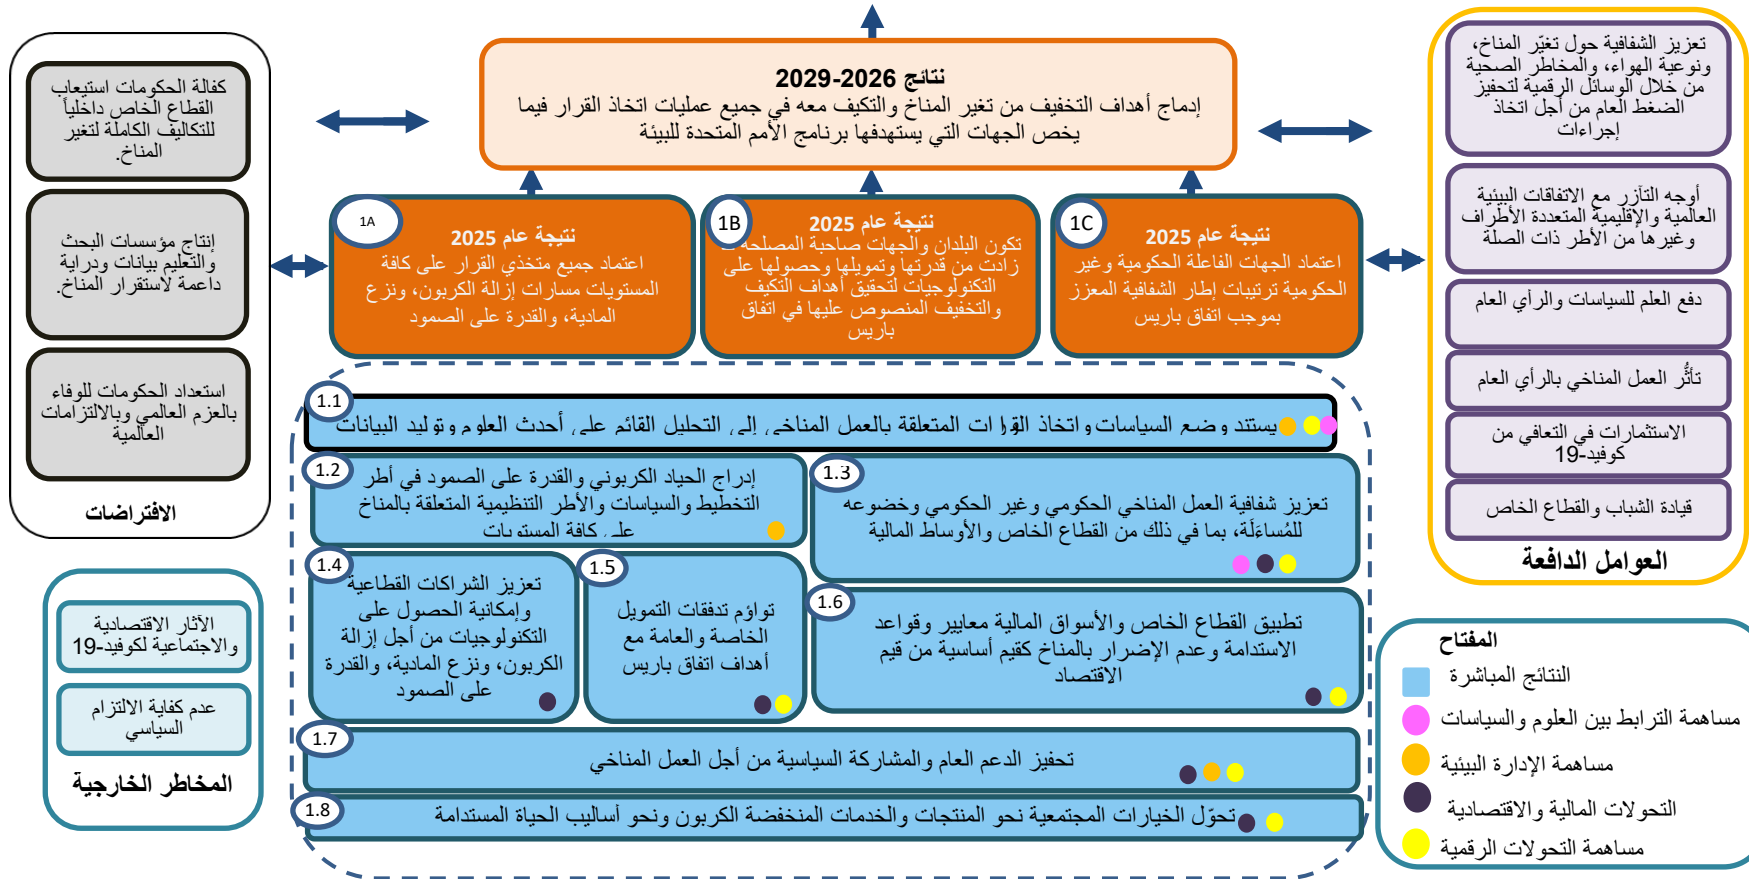 نتائج 2026-2029
إدماج أهداف التخفيف من تغير المناخ والتكيف معه في جميع عمليات اتخاذ القرار فيما
يخص الجهات التي يستهدفها برنامج الأمم المتحدة للبيئة
تعزيز الشفافية حول تغيّر المناخ،
ونوعية الهواء، والمخاطر الصحية
من خلال الوسائل الرقمية لتحفيز
الضغط العام من أجل اتخاذ
إجراءات
أوجه التآزر مع الاتفاقات البيئية
العالمية والإقليمية المتعددة الأطراف
وغيرها من الأطر ذات الصلة
دفع العلم للسياسات والرأي العام
تأثُّر العمل المناخي بالرأي العام
الاستثمارات في التعافي من
كوفيد-19
قيادة الشباب والقطاع الخاص
العوامل الدافعة
كفالة الحكومات استيعاب
القطاع الخاص داخلياً
للتكاليف الكاملة لتغير
المناخ.
إنتاج مؤسسات البحث
والتعليم بيانات ودراية
داعمة لاستقرار المناخ.
استعداد الحكومات للوفاء
بالعزم العالمي وبالالتزامات
العالمية
الافتراضات
1C
نتيجة عام 2025
اعتماد الجهات الفاعلة الحكومية وغير
الحكومية ترتيبات إطار الشفافية المعزز
بموجب اتفاق باريس
1B
نتيجة عام 2025
تكون البلدان والجهات صاحبة المصلحة
زادت من قدرتها وتمويلها وحصولها على
التكنولوجيات لتحقيق أهداف التكيف
والتخفيف المنصوص عليها في اتفاق
باريس
1A
نتيجة عام 2025
اعتماد جميع متخذي القرار على كافة
المستويات مسارات إزالة الكربون، ونزع
المادية، والقدرة على الصمود
1.1
يستند وضع السياسات واتخاذ القرارات المتعلقة بالعمل المناخي إلى التحليل القائم على أحدث العلوم وتوليد البيانات
1.2
إدراج الحياد الكربوني والقدرة على الصمود في أطر
التخطيط والسياسات والأطر التنظيمية المتعلقة بالمناخ
على كافة المستويات
1.3
تعزيز شفافية العمل المناخي الحكومي وغير الحكومي وخضوعه
للمُساءَلَة، بما في ذلك من القطاع الخاص والأوساط المالية
1.4
تعزيز الشراكات القطاعية
وإمكانية الحصول على
التكنولوجيات من أجل إزالة
الكربون، ونزع المادية، والقدرة
على الصمود
1.5
تواؤم تدفقات التمويل
الخاصة والعامة مع
أهداف اتفاق باريس
1.6
تطبيق القطاع الخاص والأسواق المالية معايير وقواعد
الاستدامة وعدم الإضرار بالمناخ كقيم أساسية من قيم
الاقتصاد
1.7
تحفيز الدعم العام والمشاركة السياسية من أجل العمل المناخي
1.8
تحوّل الخيارات المجتمعية نحو المنتجات والخدمات المنخفضة الكربون ونحو أساليب الحياة المستدامة
الآثار الاقتصادية
والاجتماعية لكوفيد-19
عدم كفاية الالتزام
السياسي
المخاطر الخارجية
المفتاح
النتائج المباشرة
مساهمة الترابط بين العلوم والسياسات
مساهمة الإدارة البيئية
التحولات المالية والاقتصادية
مساهمة التحولات الرقمية